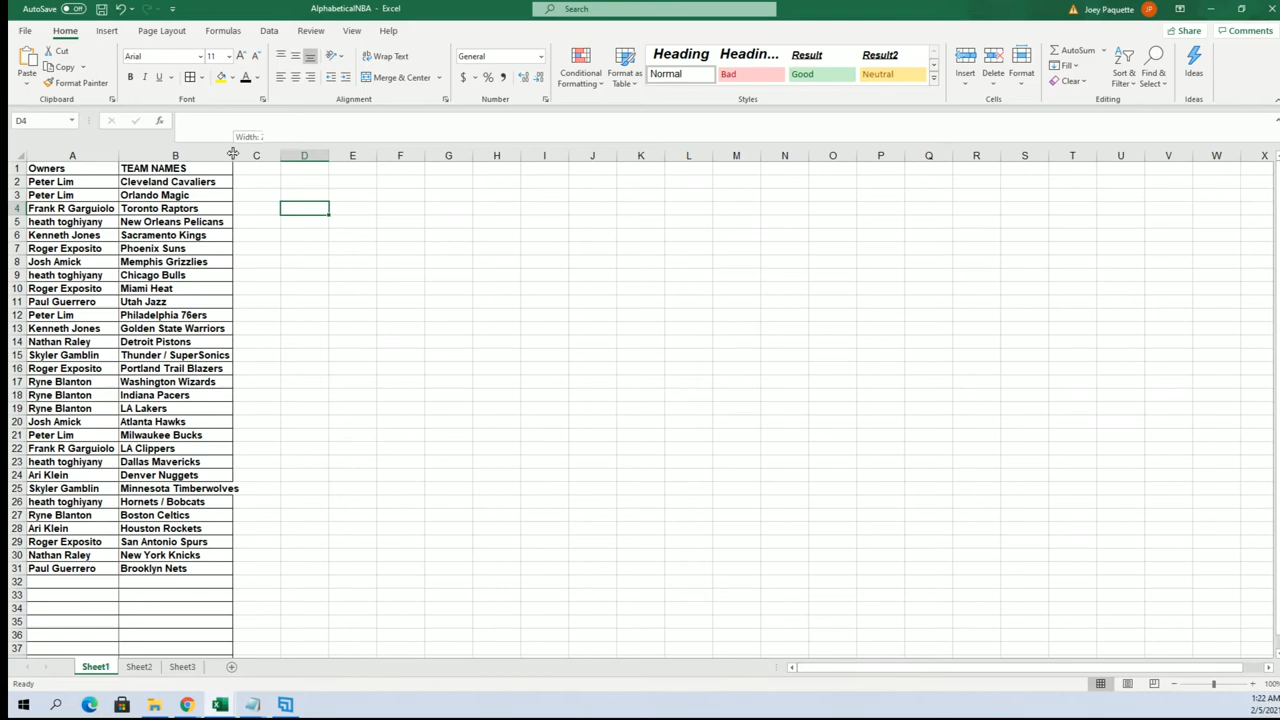 AutoSave Off AlphabeticalNBA - Excel Search Joey Paquette JP
File Home Insert Page Layout Formulas Data Review View Help Share Comments
Paste Cut Copy Format Painter Clipboard
Arial 11 A A B I U A Font
Wrap Text Merge & Center Alignment
General $ % Number
Conditional Formatting Format as Table
Heading Headin... Result Result2
Normal Bad Good Neutral
Styles
Insert Delete Format Cells
AutoSum Fill Clear Sort & Filter Find & Select Editing
Ideas Ideas
D4 fx
Width: 
A B C D E F G H I J K L M N O P Q R S T U V W X
1 Owners TEAM NAMES
2 Peter Lim Cleveland Cavaliers
3 Peter Lim Orlando Magic
4 Frank R Garguiolo Toronto Raptors
5 heath toghiyany New Orleans Pelicans
6 Kenneth Jones Sacramento Kings
7 Roger Exposito Phoenix Suns
8 Josh Amick Memphis Grizzlies
9 heath toghiyany Chicago Bulls
10 Roger Exposito Miami Heat
11 Paul Guerrero Utah Jazz
12 Peter Lim Philadelphia 76ers
13 Kenneth Jones Golden State Warriors
14 Nathan Raley Detroit Pistons
15 Skyler Gamblin Thunder / SuperSonics
16 Roger Exposito Portland Trail Blazers
17 Ryne Blanton Washington Wizards
18 Ryne Blanton Indiana Pacers
19 Ryne Blanton LA Lakers
20 Josh Amick Atlanta Hawks
21 Peter Lim Milwaukee Bucks
22 Frank R Garguiolo LA Clippers
23 heath toghiyany Dallas Mavericks
24 Ari Klein Denver Nuggets
25 Skyler Gamblin Minnesota Timberwolves
26 heath toghiyany Hornets / Bobcats
27 Ryne Blanton Boston Celtics
28 Ari Klein Houston Rockets
29 Roger Exposito San Antonio Spurs
30 Nathan Raley New York Knicks
31 Paul Guerrero Brooklyn Nets
32
33
34
35
36
37
Sheet1 Sheet2 Sheet3
Ready 100%
1:22 AM
2/5/2021